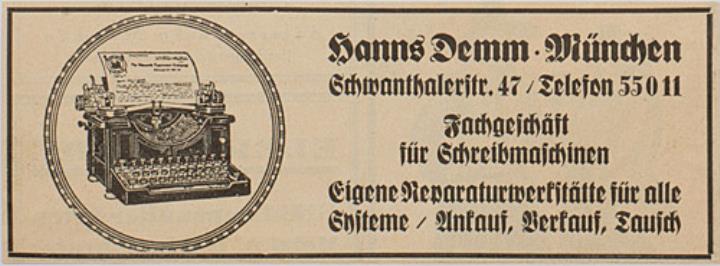 Hanns Demm · München
Schwanthalerstr. 47 / Telefon 55011
Fachgeschäft
für Schreibmaschinen
Eigene Reparaturwerkstätte für alle
Systeme / Ankauf, Verkauf, Tausch